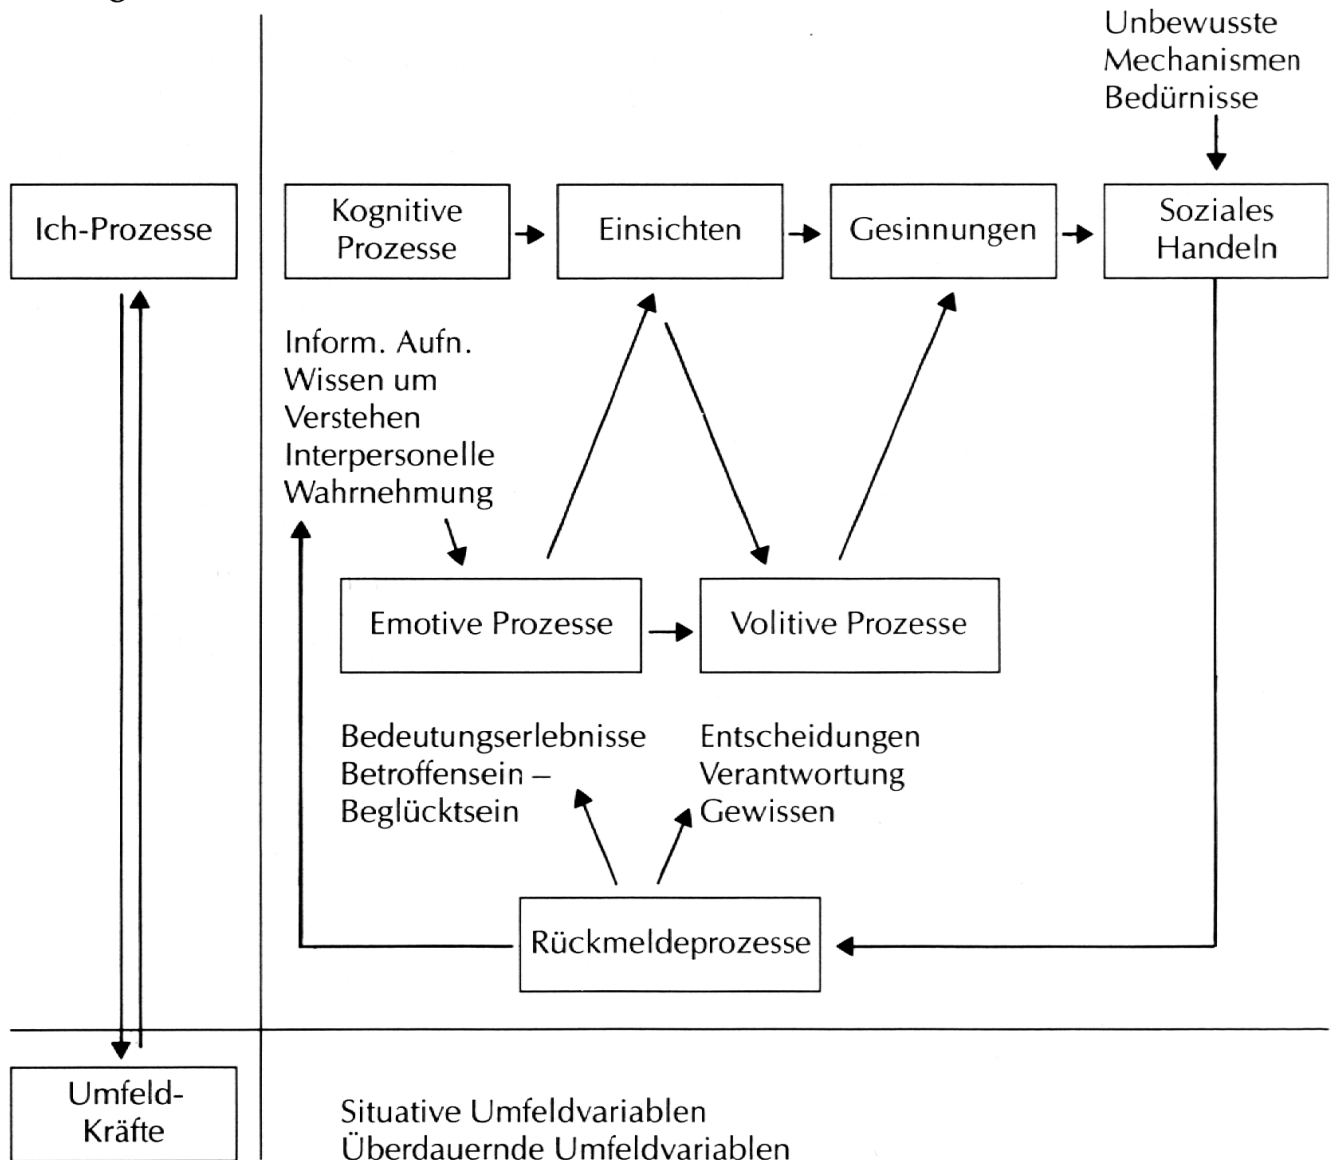 Unbewusste
Mechanismen
Bedürnisse
Ich-Prozesse
Kognitive
Prozesse
Einsichten
Gesinnungen
Soziales
Handeln
Inform. Aufn.
Wissen um
Verstehen
Interpersonelle
Wahrnehmung
Emotive Prozesse
Volitive Prozesse
Bedeutungserlebnisse
Betroffensein –
Beglücktsein
Entscheidungen
Verantwortung
Gewissen
Rückmeldeprozesse
Umfeld-
Kräfte
Situative Umfeldvariablen
Überdauernde Umfeldvariablen